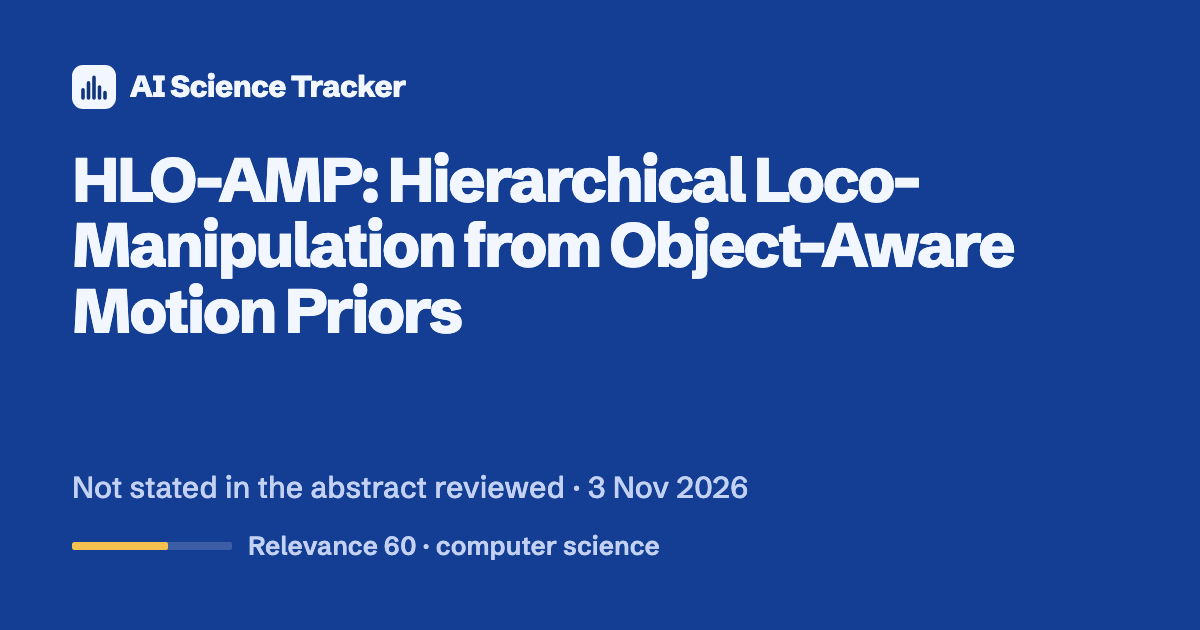 AI Science Tracker
HLO-AMP: Hierarchical Loco-
Manipulation from Object-Aware
Motion Priors
Not stated in the abstract reviewed · 3 Nov 2026
Relevance 60 · computer science